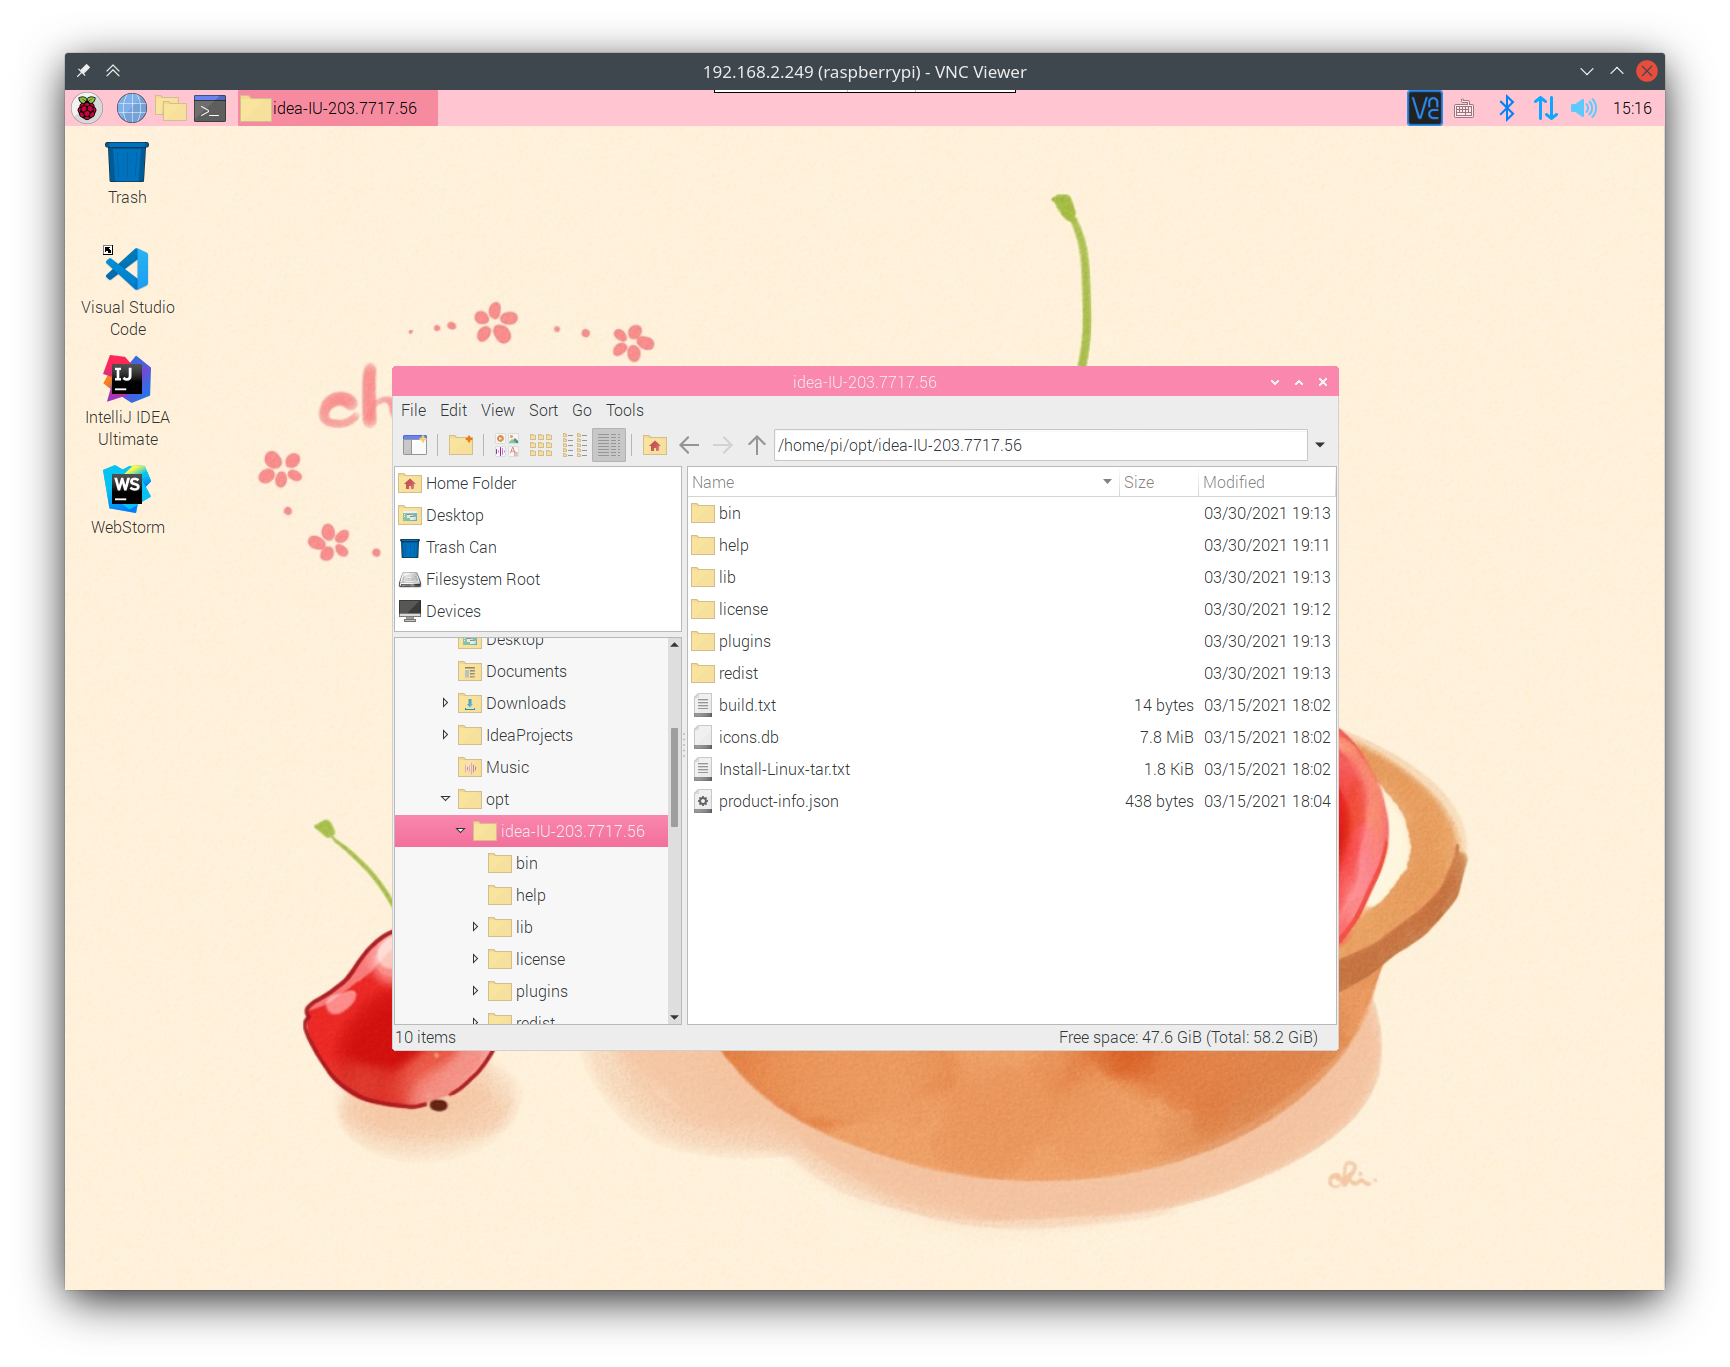 192.168.2.249 (raspberrypi) - VNC Viewer
idea-IU-203.7717.56
15:16
Trash
Visual Studio
Code
IntelliJ IDEA
Ultimate
WebStorm
idea-IU-203.7717.56
File Edit View Sort Go Tools
/home/pi/opt/idea-IU-203.7717.56
Home Folder
Desktop
Trash Can
Filesystem Root
Devices
Desktop
Documents
Downloads
IdeaProjects
Music
opt
idea-IU-203.7717.56
bin
help
lib
license
plugins
redist
Name Size Modified
bin 03/30/2021 19:13
help 03/30/2021 19:11
lib 03/30/2021 19:13
license 03/30/2021 19:12
plugins 03/30/2021 19:13
redist 03/30/2021 19:13
build.txt 14 bytes 03/15/2021 18:02
icons.db 7.8 MiB 03/15/2021 18:02
Install-Linux-tar.txt 1.8 KiB 03/15/2021 18:02
product-info.json 438 bytes 03/15/2021 18:04
10 items
Free space: 47.6 GiB (Total: 58.2 GiB)